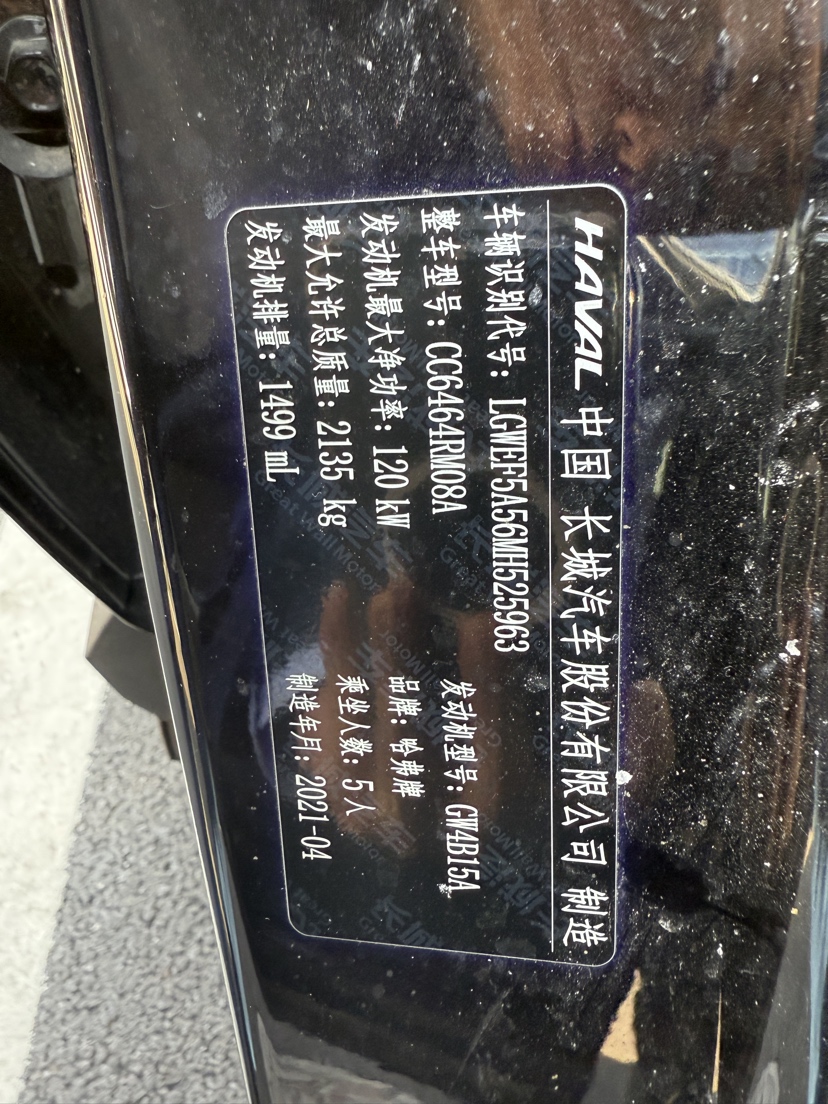 HAVAL 中国 长城汽车股份有限公司 制造
车辆识别代号: LGWEF5A56MH525963
整车型号: CC6464RM08A 发动机型号: GW4B15A
发动机最大净功率: 120 kW 品牌: 哈弗牌
最大允许总质量: 2135 kg 乘坐人数: 5人
发动机排量: 1499 mL 制造年月: 2021-04